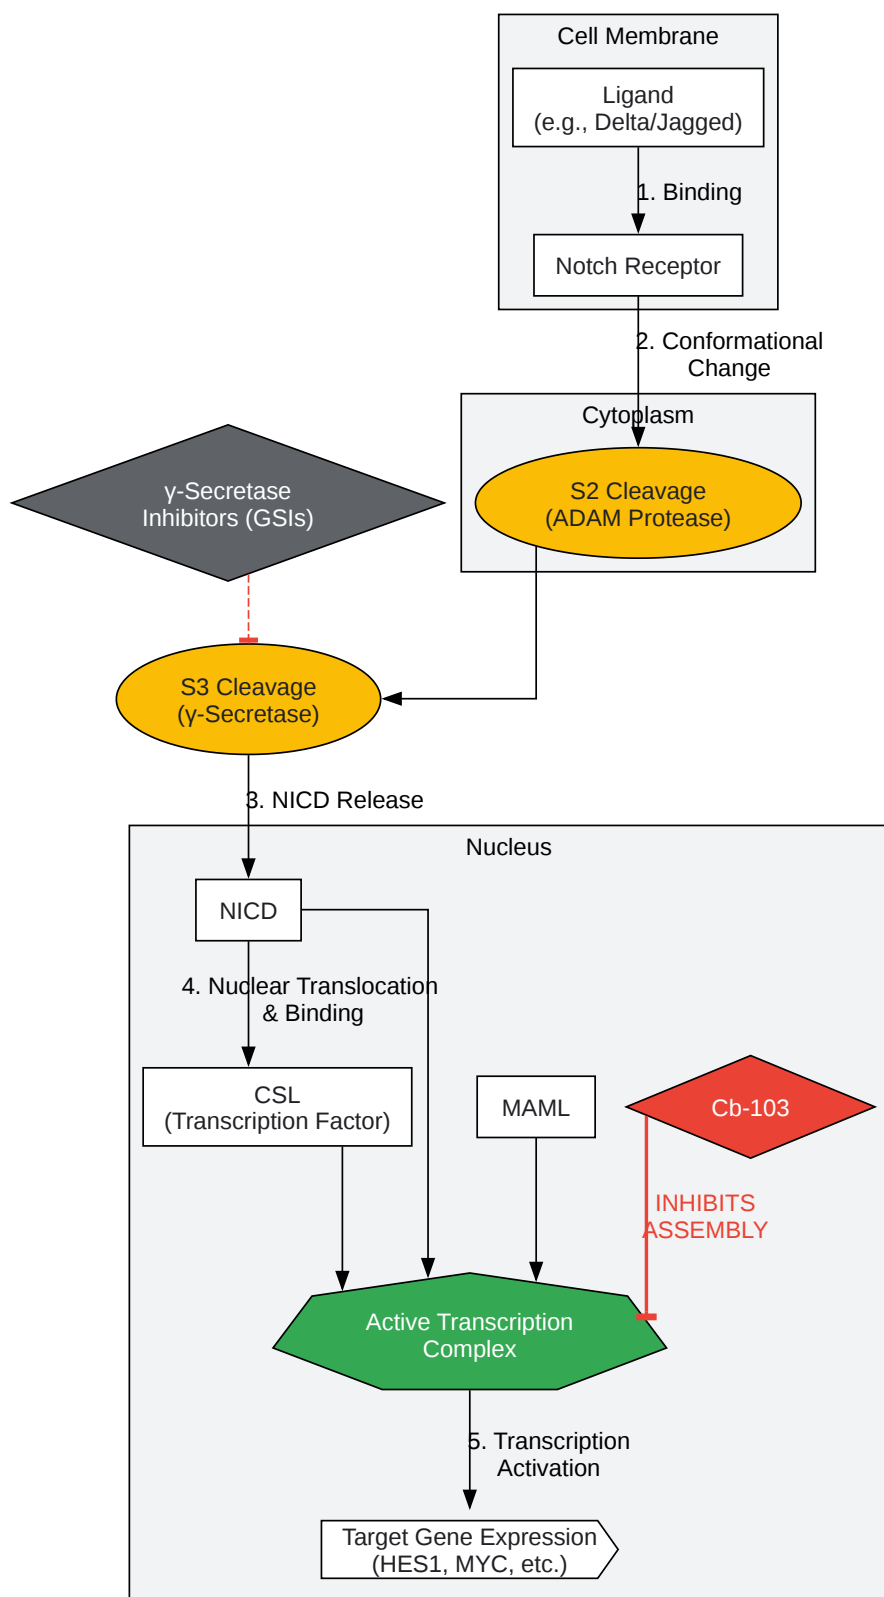 Cell Membrane
Ligand
(e.g., Delta/Jagged)
1. Binding
Notch Receptor
2. Conformational
Change
Cytoplasm
S2 Cleavage
(ADAM Protease)
γ-Secretase
Inhibitors (GSIs)
S3 Cleavage
(γ-Secretase)
3. NICD Release
Nucleus
NICD
4. Nuclear Translocation
& Binding
CSL
(Transcription Factor)
MAML
Cb-103
INHIBITS
ASSEMBLY
Active Transcription
Complex
5. Transcription
Activation
Target Gene Expression
(HES1, MYC, etc.)